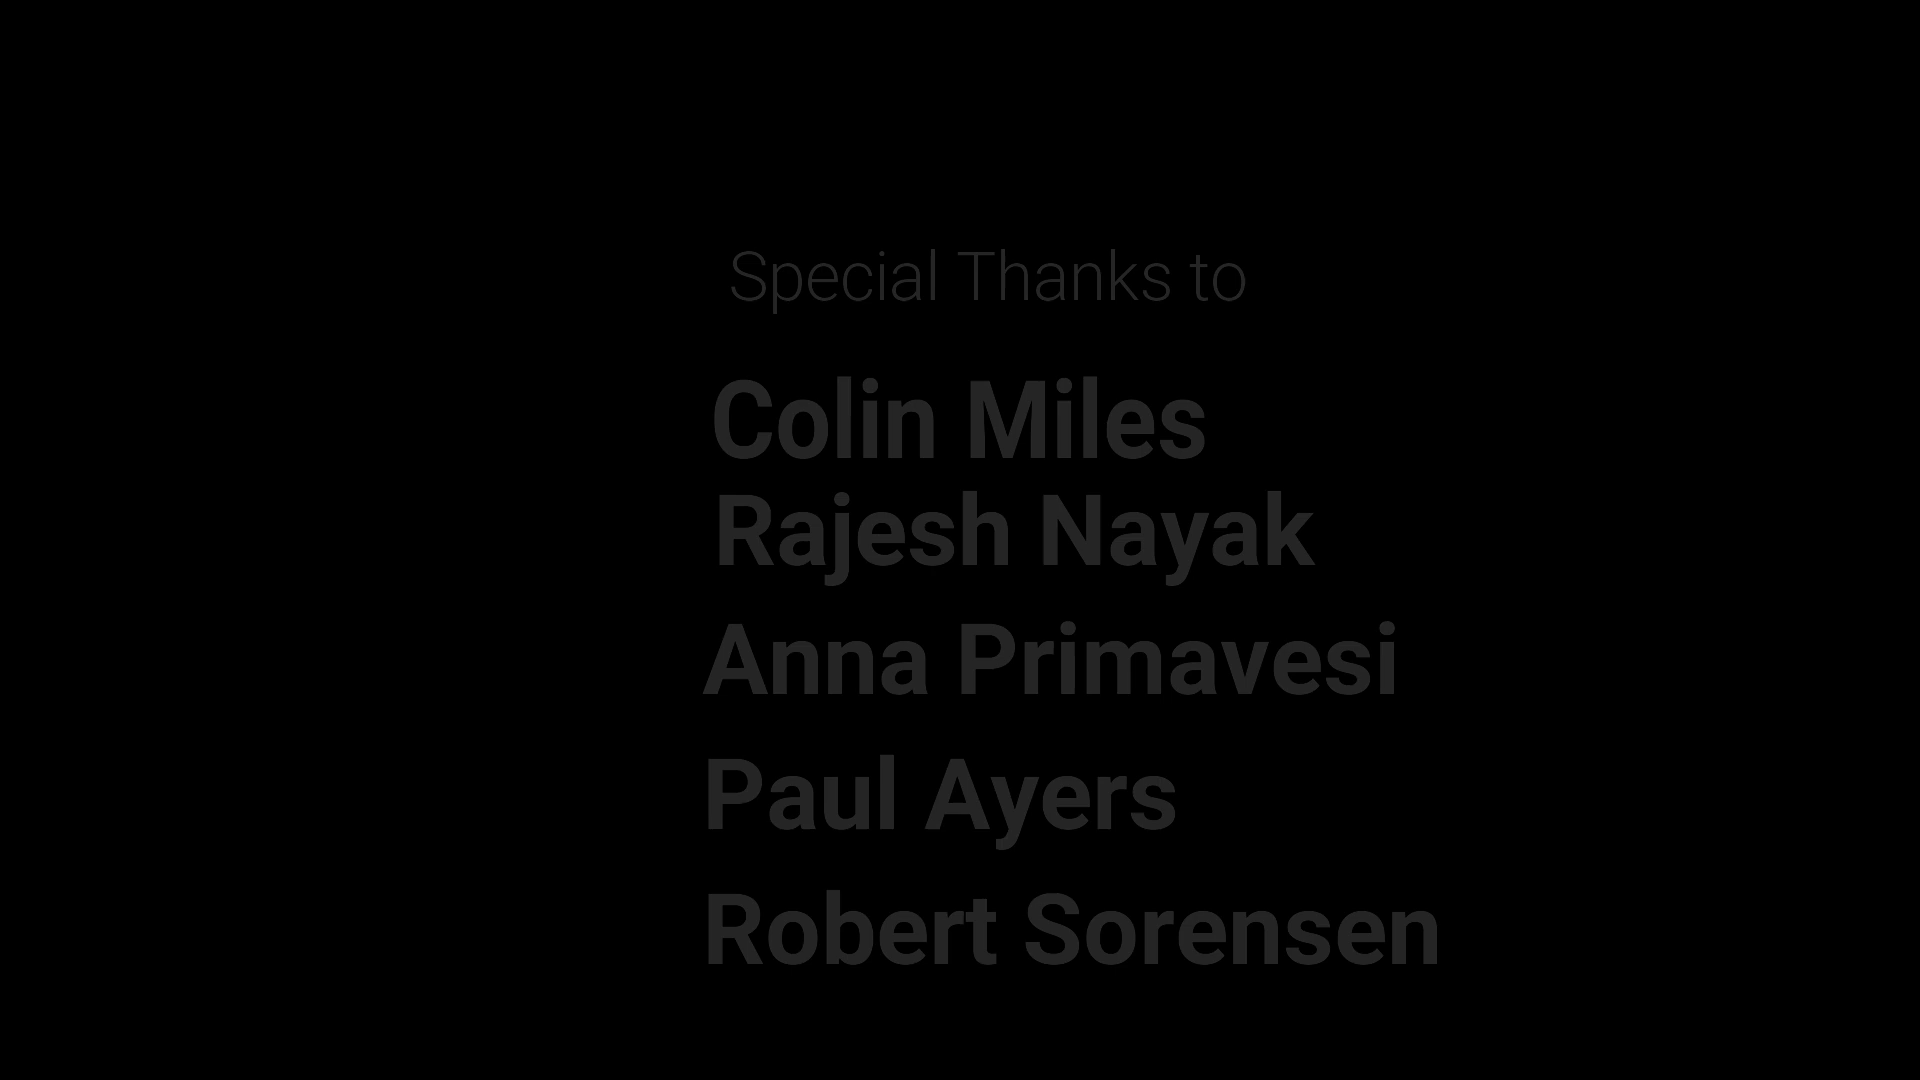 Special Thanks to
Colin Miles
Rajesh Nayak
Anna Primavesi
Paul Ayers
Robert Sorensen